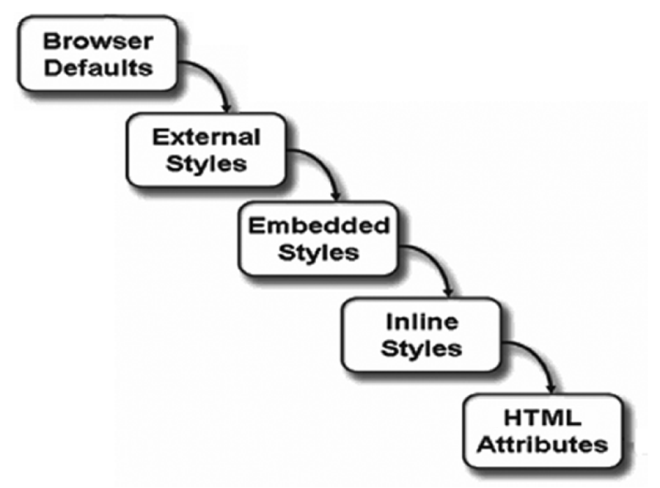 Browser
Defaults
External
Styles
Embedded
Styles
Inline
Styles
HTML
Attributes